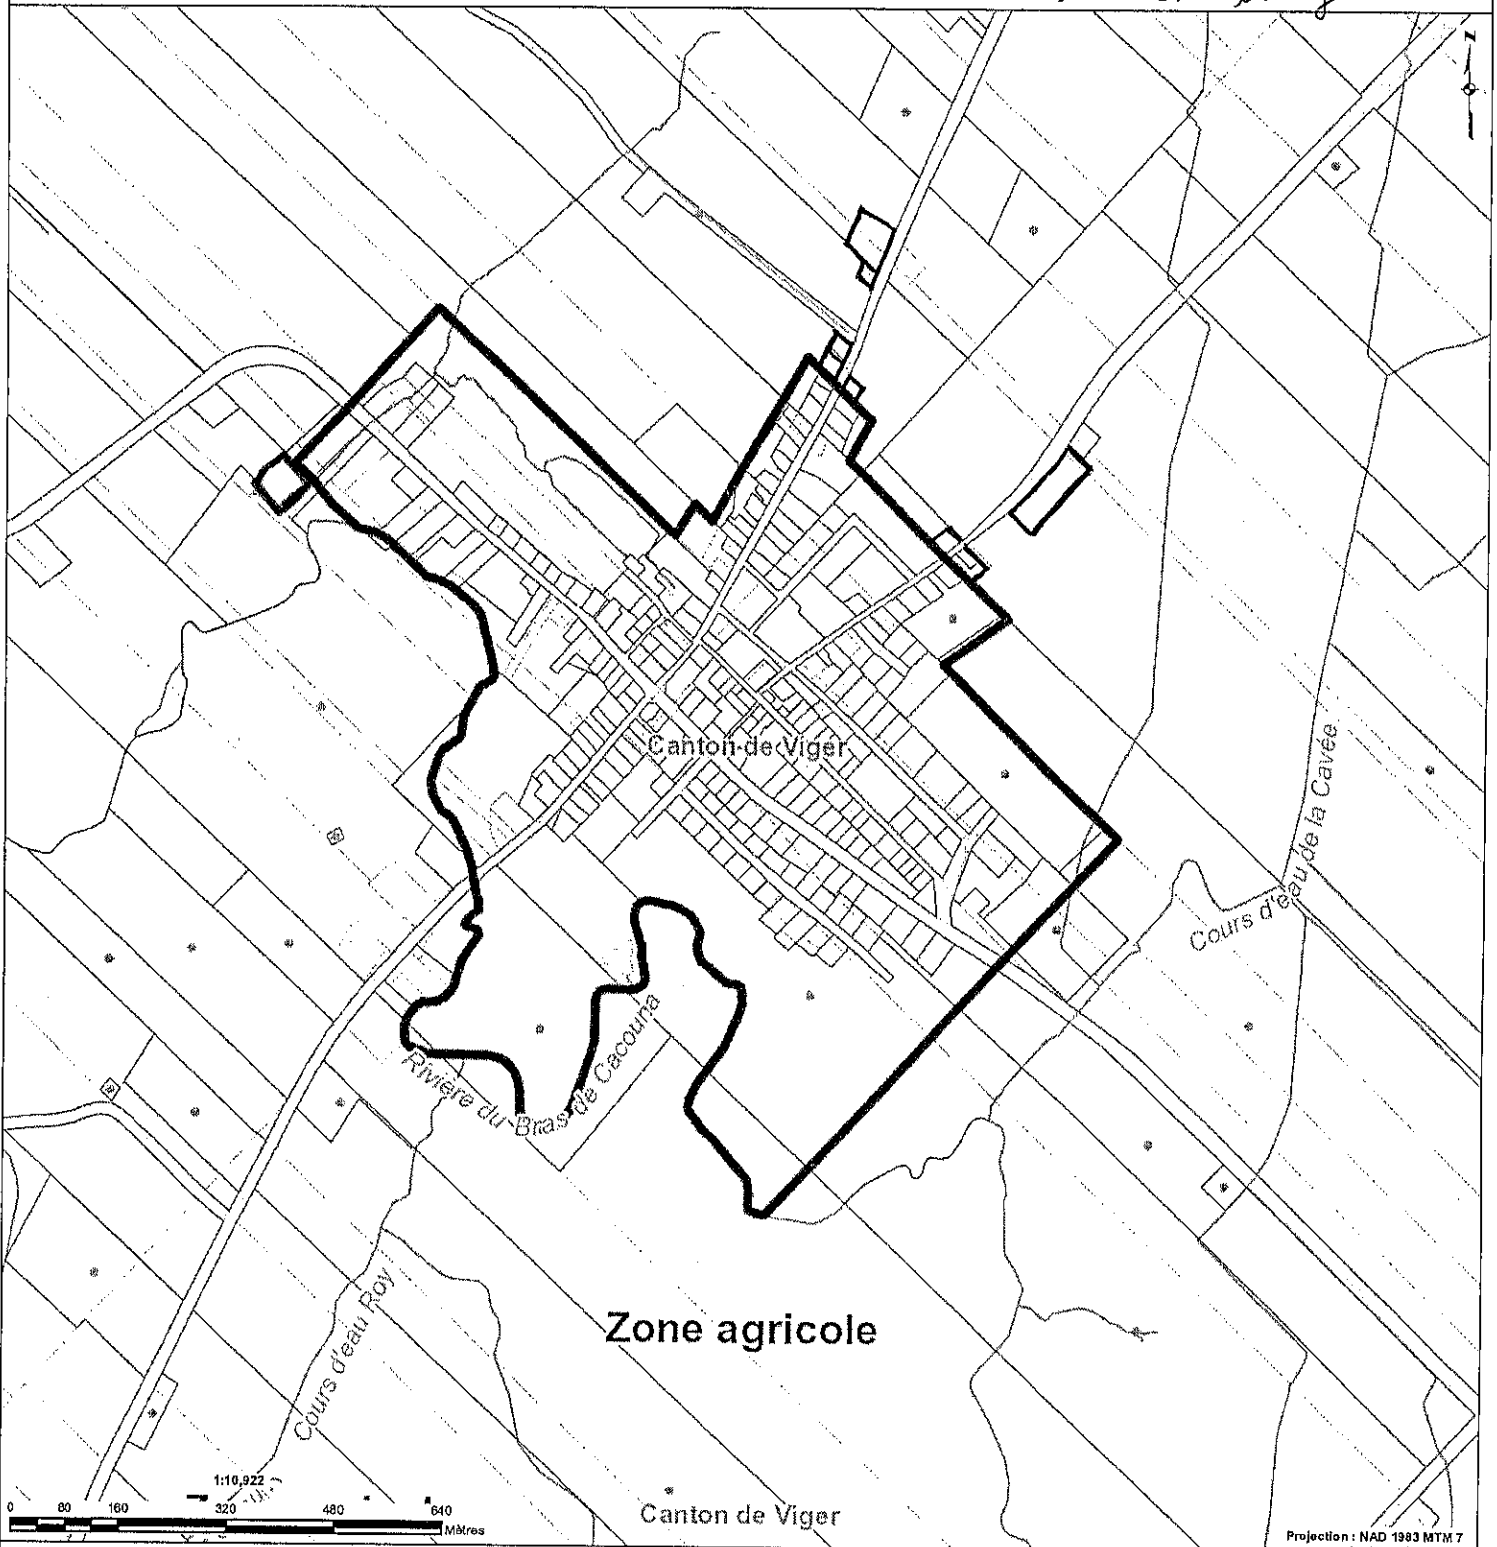 N
Canton-de-Viger
Cours d'eau de la Cavée
Rivière du Bras de Cacouna
Zone agricole
Cours d'eau Roy
1:10,922
0 80 160 320 480 640
Mètres
Canton de Viger
Projection : NAD 1983 MTM 7